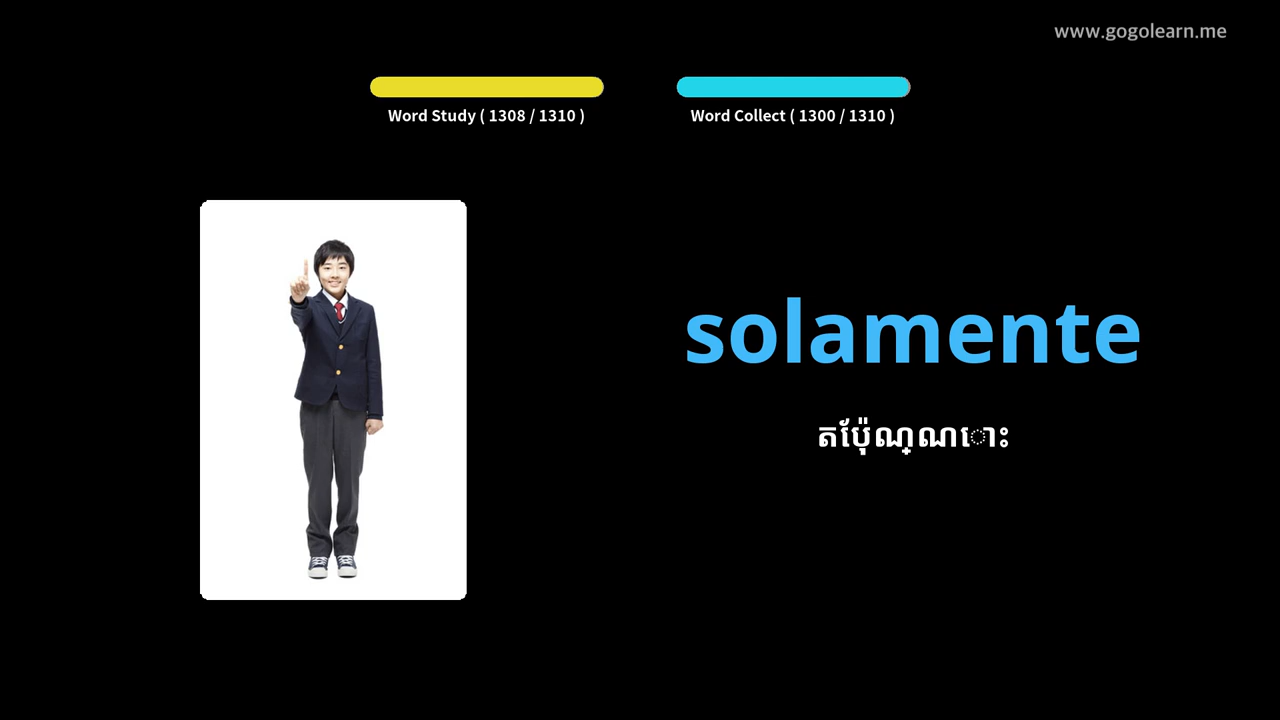 www.gogolearn.me
Word Study ( 1308 / 1310 )
Word Collect ( 1300 / 1310 )
solamente
តប៉ែុណ្ណោះ